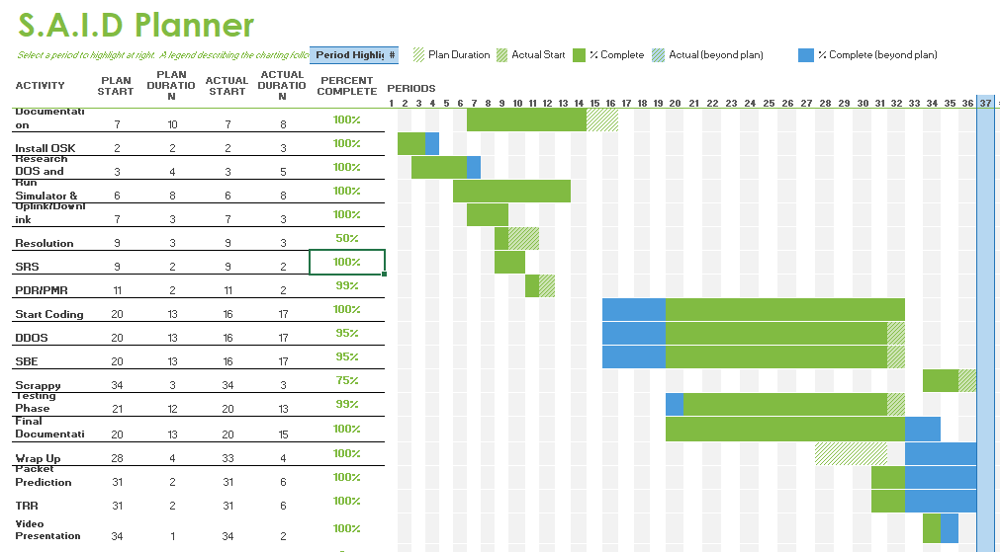 S.A.I.D Planner
Select a period to highlight at right. A legend describing the charting follo
Period Highlig #
Plan Duration
Actual Start
% Complete
Actual (beyond plan)
% Complete (beyond plan)
ACTIVITY PLAN START PLAN DURATIO N ACTUAL START ACTUAL DURATIO N PERCENT COMPLETE PERIODS
1 2 3 4 5 6 7 8 9 10 11 12 13 14 15 16 17 18 19 20 21 22 23 24 25 26 27 28 29 30 31 32 33 34 35 36 37
Documentati
on 7 10 7 8 100%
Install OSK 2 2 2 3 100%
Research
DOS and 3 4 3 5 100%
Run
Simulator & 6 8 6 8 100%
Uplink/Downl
ink 7 3 7 3 100%
Resolution 9 3 9 3 50%
SRS 9 2 9 2 100%
PDR/PMR 11 2 11 2 99%
Start Coding 20 13 16 17 100%
DDOS 20 13 16 17 95%
SBE 20 13 16 17 95%
Scrappy 34 3 34 3 75%
Testing
Phase 21 12 20 13 99%
Final
Documentati 20 13 20 15 100%
Wrap Up 28 4 33 4 100%
Packet
Prediction 31 2 31 6 100%
TRR 31 2 31 6 100%
Video
Presentation 34 1 34 2 100%